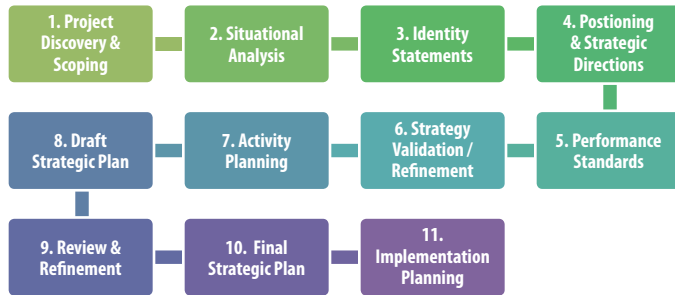 1. Project
Discovery &
Scoping
2. Situational
Analysis
3. Identity
Statements
4. Postioning
& Strategic
Directions
5. Performance
Standards
6. Strategy
Validation /
Refinement
7. Activity
Planning
8. Draft
Strategic Plan
9. Review &
Refinement
10. Final
Strategic Plan
11.
Implementation
Planning